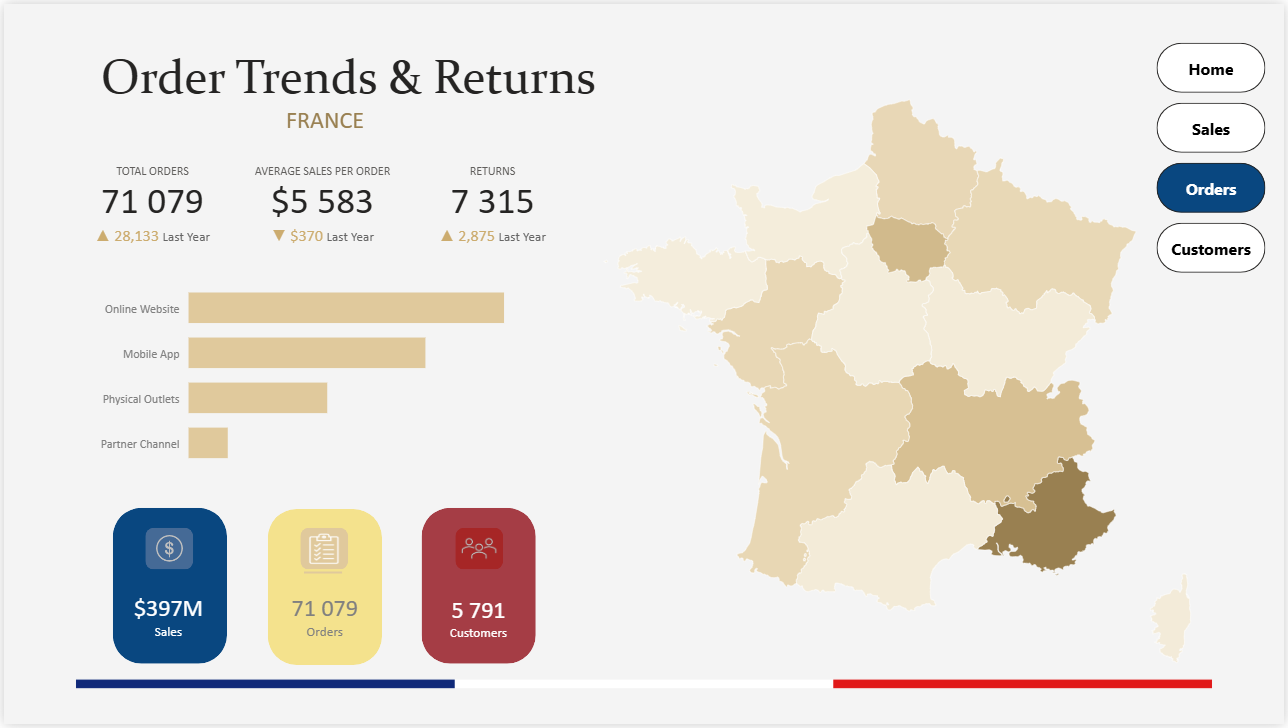 Order Trends & Returns
FRANCE
TOTAL ORDERS
71 079
▲ 28,133 Last Year
AVERAGE SALES PER ORDER
$5 583
▼ $370 Last Year
RETURNS
7 315
▲ 2,875 Last Year
Home
Sales
Orders
Customers
Online Website
Mobile App
Physical Outlets
Partner Channel
$
$397M
Sales
71 079
Orders
5 791
Customers